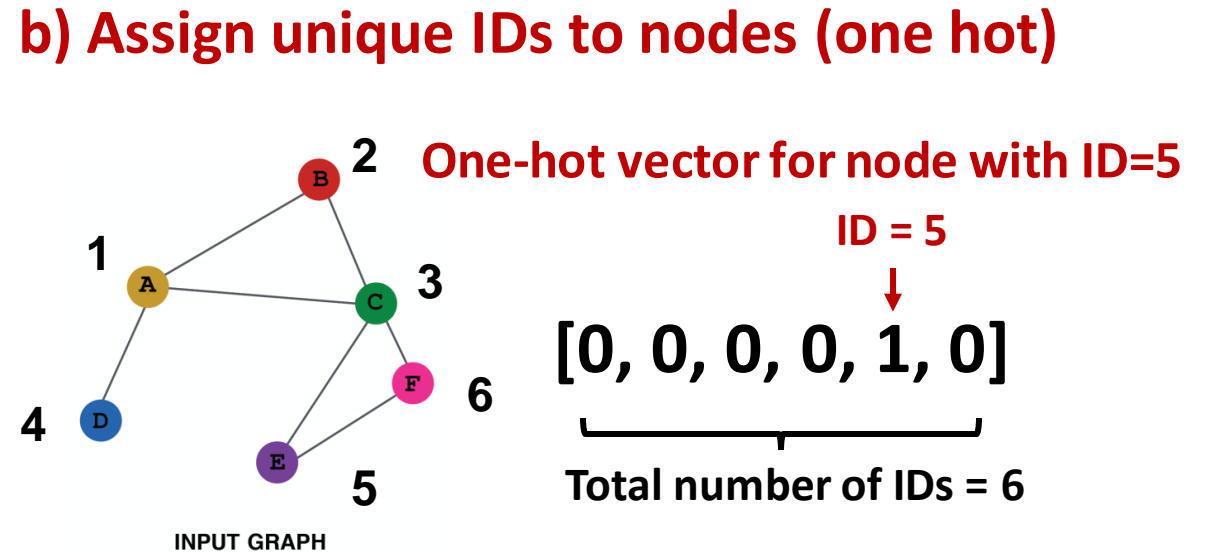 b) Assign unique IDs to nodes (one hot)
2
B
1
A
3
C
4
D
6
F
5
E
INPUT GRAPH
One-hot vector for node with ID=5
ID = 5
[0, 0, 0, 0, 1, 0]
Total number of IDs = 6